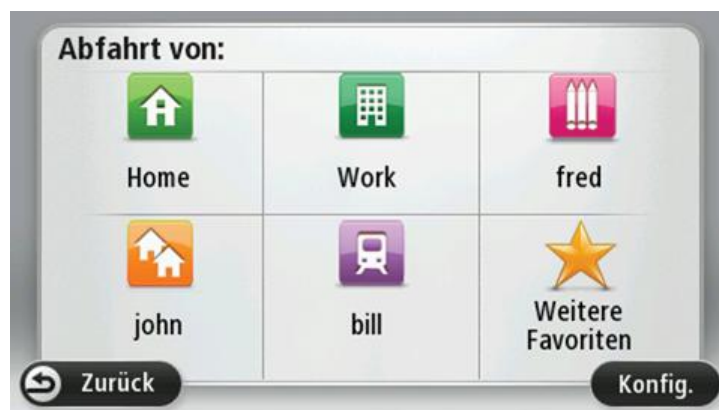 Abfahrt von:
Home
Work
fred
john
bill
Weitere
Favoriten
Zurück
Konfig.